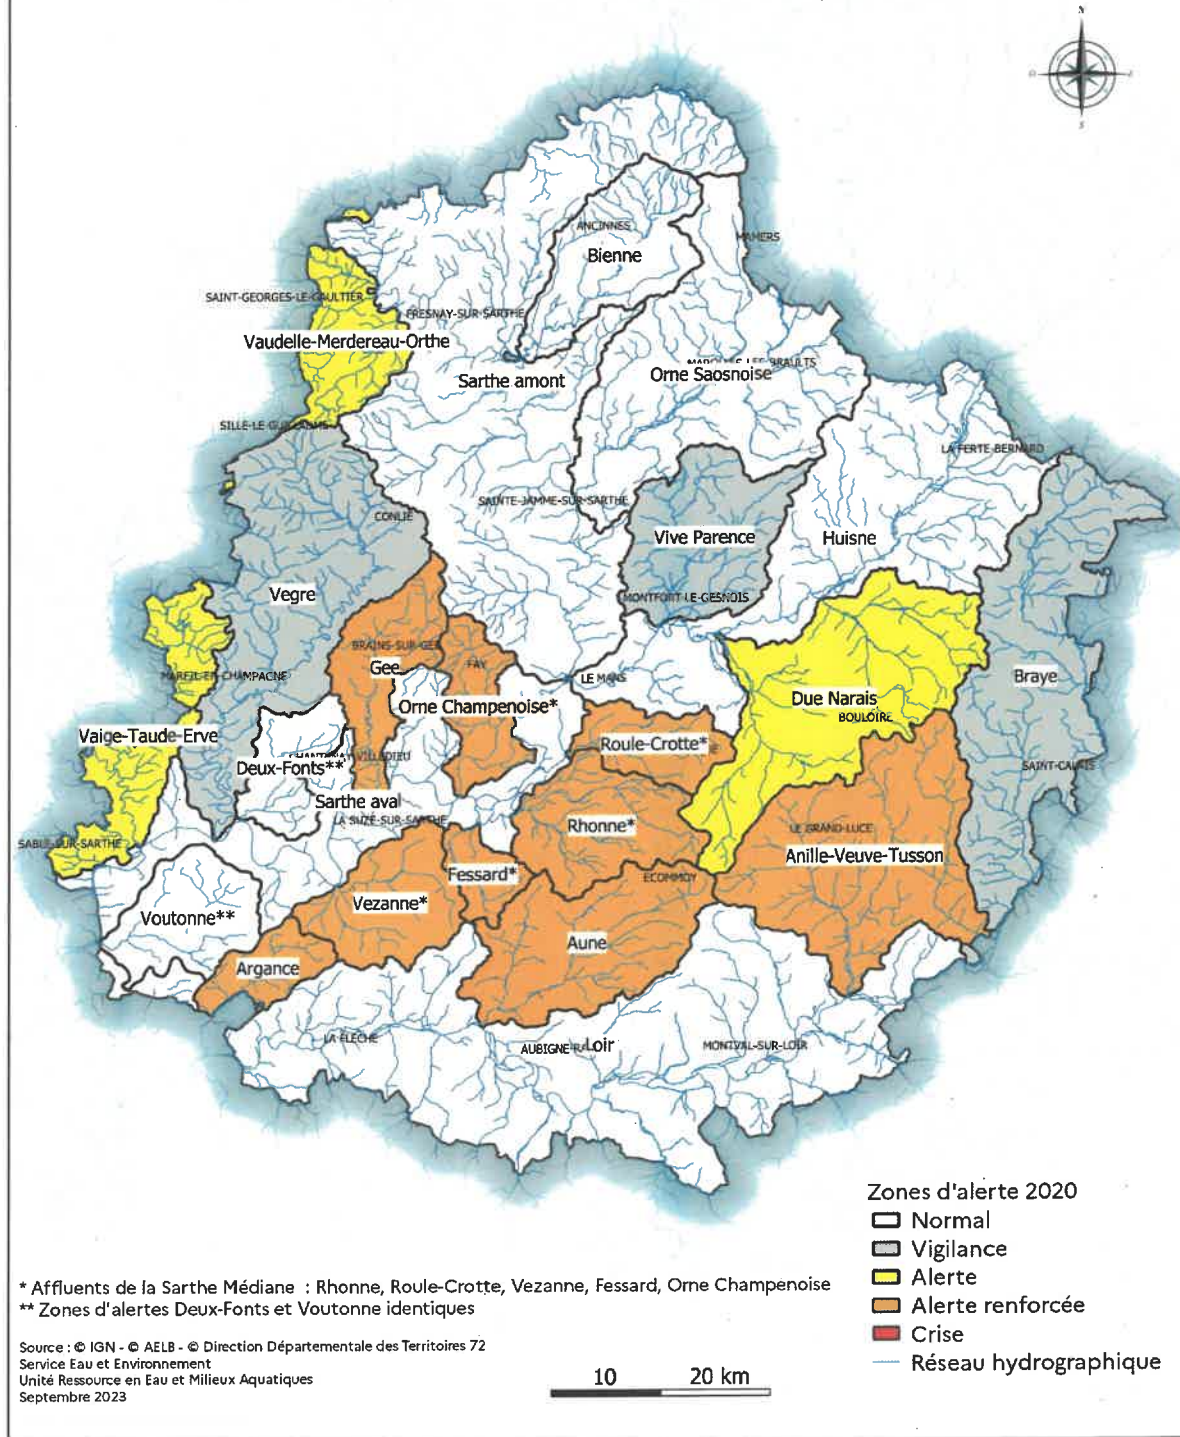 N
S
ANCINNES
Bienne
MAMERS
SAINT-GEORGES-LE-GAULTIER
FRESNAY-SUR-SARTHE
Vaudelle-Merdereau-Orthe
Sarthe amont
Orne Saosnoise
SILLE-LE-GUILLAUME
LA-FERTE-BERNARD
SAINTE-JAMME-SUR-SARTHE
CONLIE
Vive Parence
Huisne
Vegre
MONTFORT-LE-GESNOIS
BRAINS-SUR-GEE
Gee
FAY
MAREIL-EN-CHAMPAGNE
LE MANS
Braye
Orne Champenoise*
Due Narais
BOULOIRE
Vaige-Taude-Erve
Roule-Crotte*
Deux-Fonts**
SAINT-CALAIS
Sarthe aval
LA SUZE-SUR-SARTHE
Rhonne*
LE GRAND-LUCE
SABLE-SUR-SARTHE
Anille-Veuve-Tusson
Fessard*
ECOMMOY
Vezanne*
Voutonne**
Aune
Argance
LA FLECHE
AUBIGNE-R
Loir
MONTVAL-SUR-LOIR
Zones d'alerte 2020
Normal
Vigilance
Alerte
Alerte renforcée
Crise
Réseau hydrographique
* Affluents de la Sarthe Médiane : Rhonne, Roule-Crotte, Vezanne, Fessard, Orne Champenoise
** Zones d'alertes Deux-Fonts et Voutonne identiques
Source : © IGN - © AELB - © Direction Départementale des Territoires 72
Service Eau et Environnement
Unité Ressource en Eau et Milieux Aquatiques
Septembre 2023
10 20 km